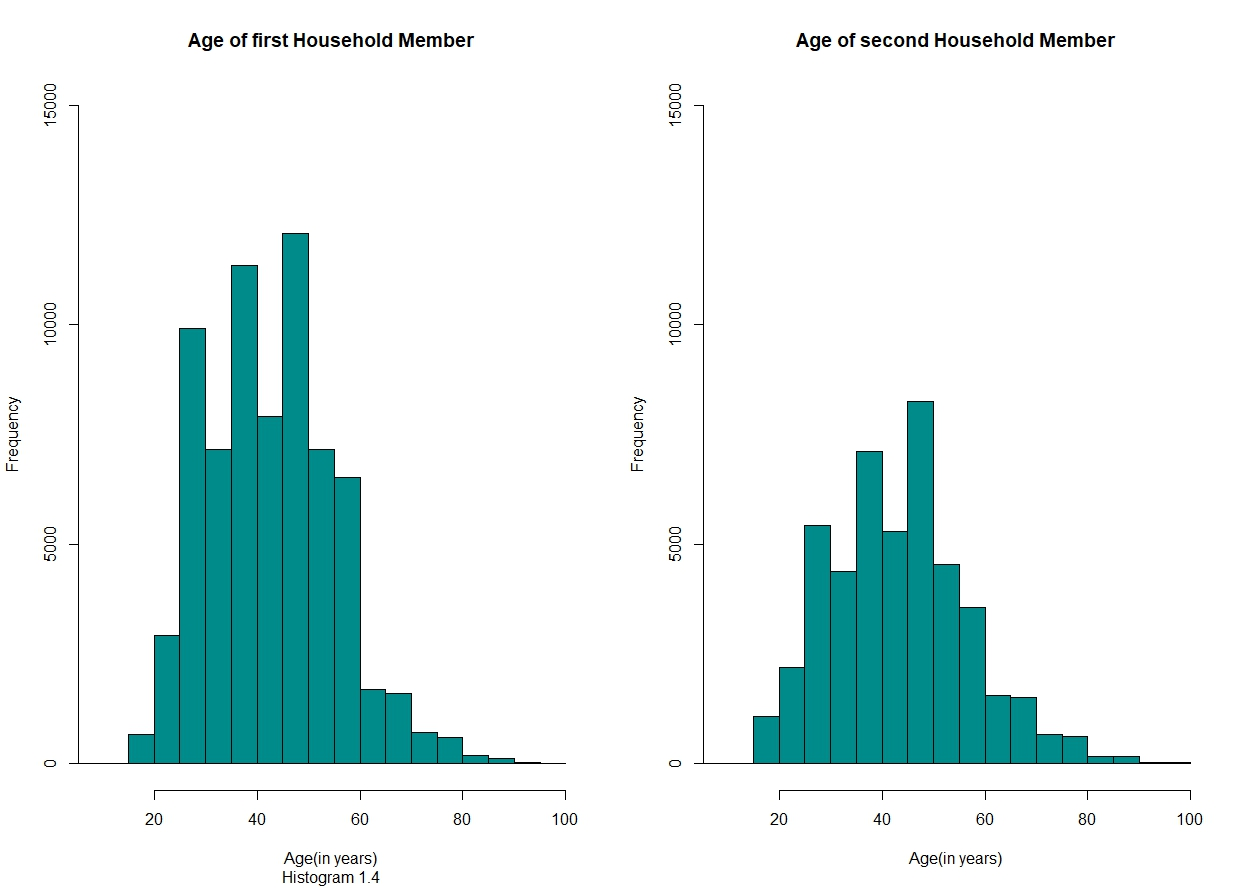 Age of first Household Member
15000
10000
5000
0
Frequency
20 40 60 80 100
Age(in years)
Histogram 1.4
Age of second Household Member
15000
10000
5000
0
Frequency
20 40 60 80 100
Age(in years)